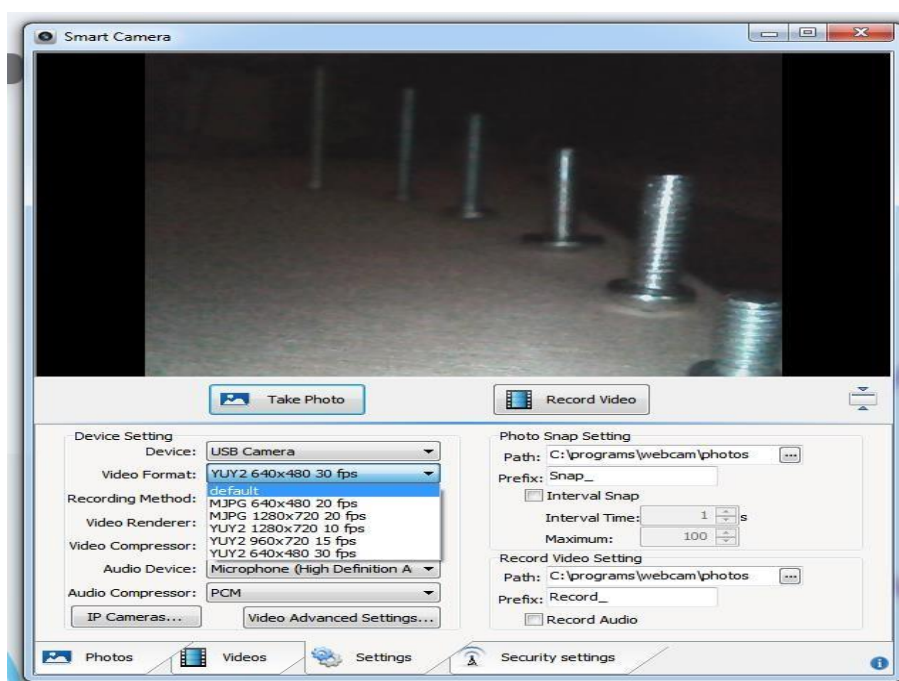 Smart Camera
Take Photo
Record Video
Device Setting
Device: USB Camera
Video Format: YUY2 640x480 30 fps
default
MJPG 640x480 20 fps
MJPG 1280x720 20 fps
YUY2 1280x720 10 fps
YUY2 960x720 15 fps
YUY2 640x480 30 fps
Recording Method:
Video Renderer:
Video Compressor:
Audio Device: Microphone (High Definition A
Audio Compressor: PCM
IP Cameras... Video Advanced Settings...
Photo Snap Setting
Path: C:\programs\webcam\photos ...
Prefix: Snap_
Interval Snap
Interval Time: 1 s
Maximum: 100
Record Video Setting
Path: C:\programs\webcam\photos ...
Prefix: Record_
Record Audio
Photos Videos Settings Security settings